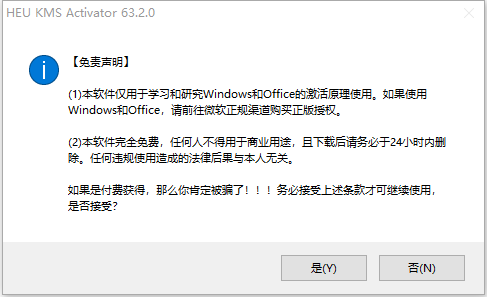 HEU KMS Activator 63.2.0
【免责声明】
(1)本软件仅用于学习和研究Windows和Office的激活原理使用。如果使用
Windows和Office，请前往微软正规渠道购买正版授权。
(2)本软件完全免费，任何人不得用于商业用途，且下载后请务必于24小时内删
除。任何违规使用造成的法律后果与本人无关。
如果是付费获得，那么你肯定被骗了！！！务必接受上述条款才可继续使用，
是否接受？
是(Y)
否(N)